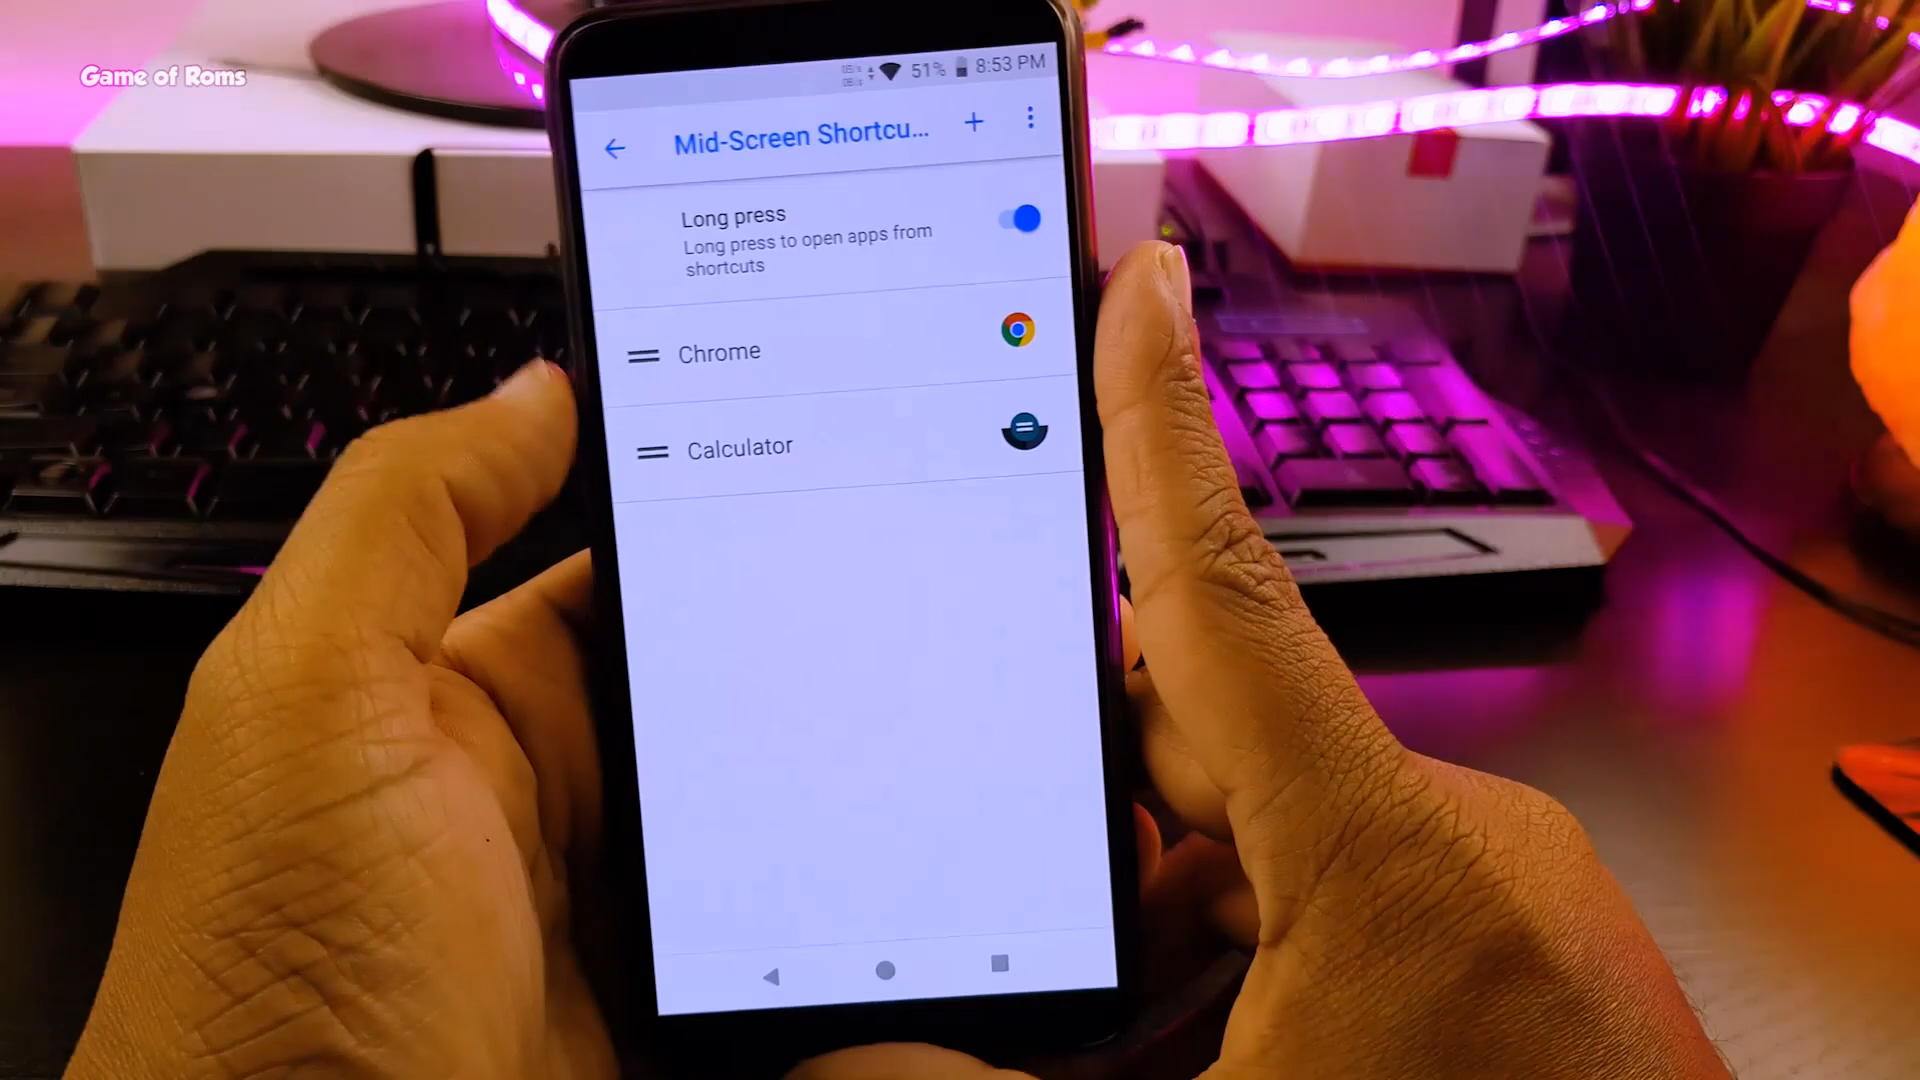 Game of Roms
51% 8:53 PM
Mid-Screen Shortcu...
Long press
Long press to open apps from
shortcuts
Chrome
Calculator